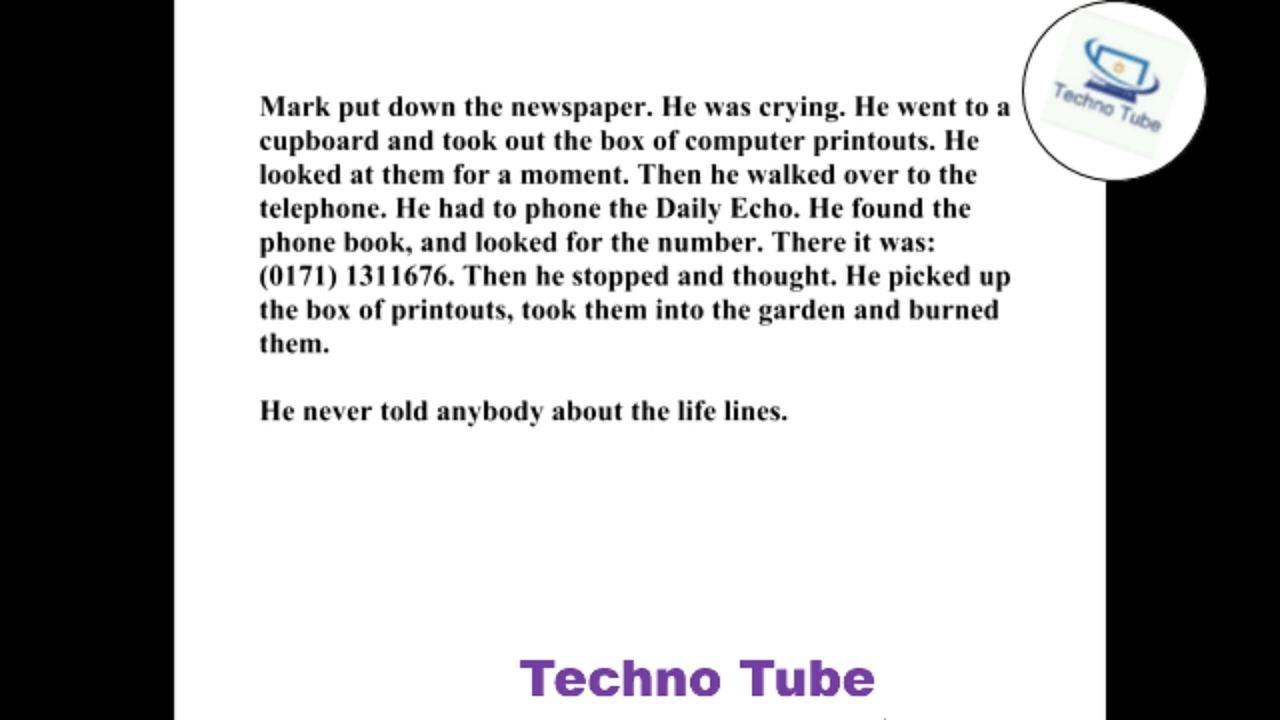 Mark put down the newspaper. He was crying. He went to a
cupboard and took out the box of computer printouts. He
looked at them for a moment. Then he walked over to the
telephone. He had to phone the Daily Echo. He found the
phone book, and looked for the number. There it was:
(0171) 1311676. Then he stopped and thought. He picked up
the box of printouts, took them into the garden and burned
them.
He never told anybody about the life lines.
Techno Tube
Techno Tube